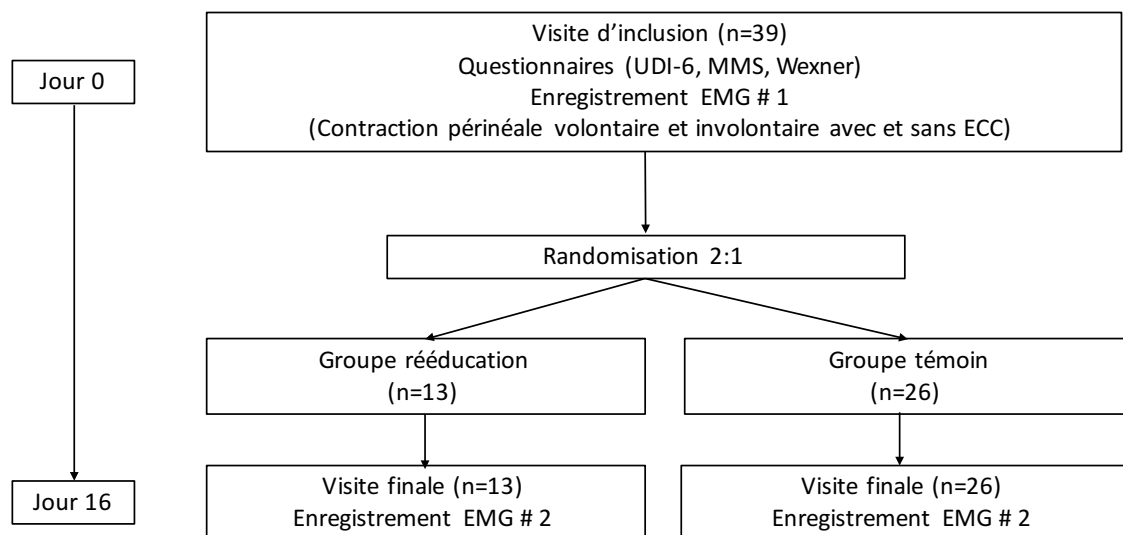 Visite d'inclusion (n=39)
Questionnaires (UDI-6, MMS, Wexner)
Enregistrement EMG # 1
(Contraction périnéale volontaire et involontaire avec et sans ECC)
Jour 0
Randomisation 2:1
Groupe rééducation
(n=13)
Groupe témoin
(n=26)
Jour 16
Visite finale (n=13)
Enregistrement EMG # 2
Visite finale (n=26)
Enregistrement EMG # 2